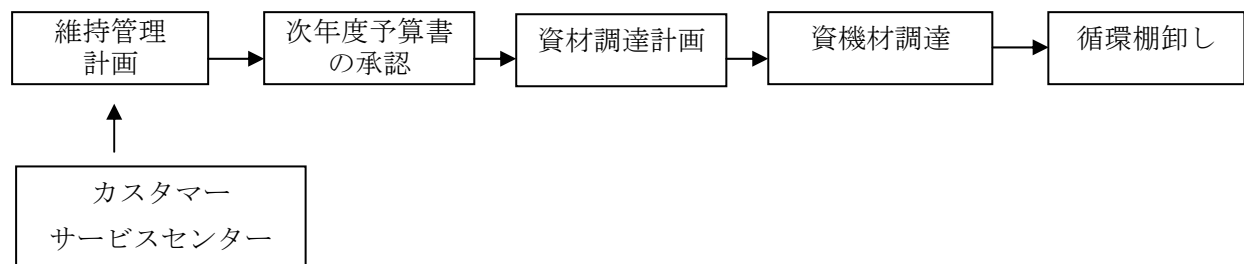 維持管理
計画
次年度予算書
の承認
資材調達計画
資機材調達
循環棚卸し
カスタマー
サービスセンター